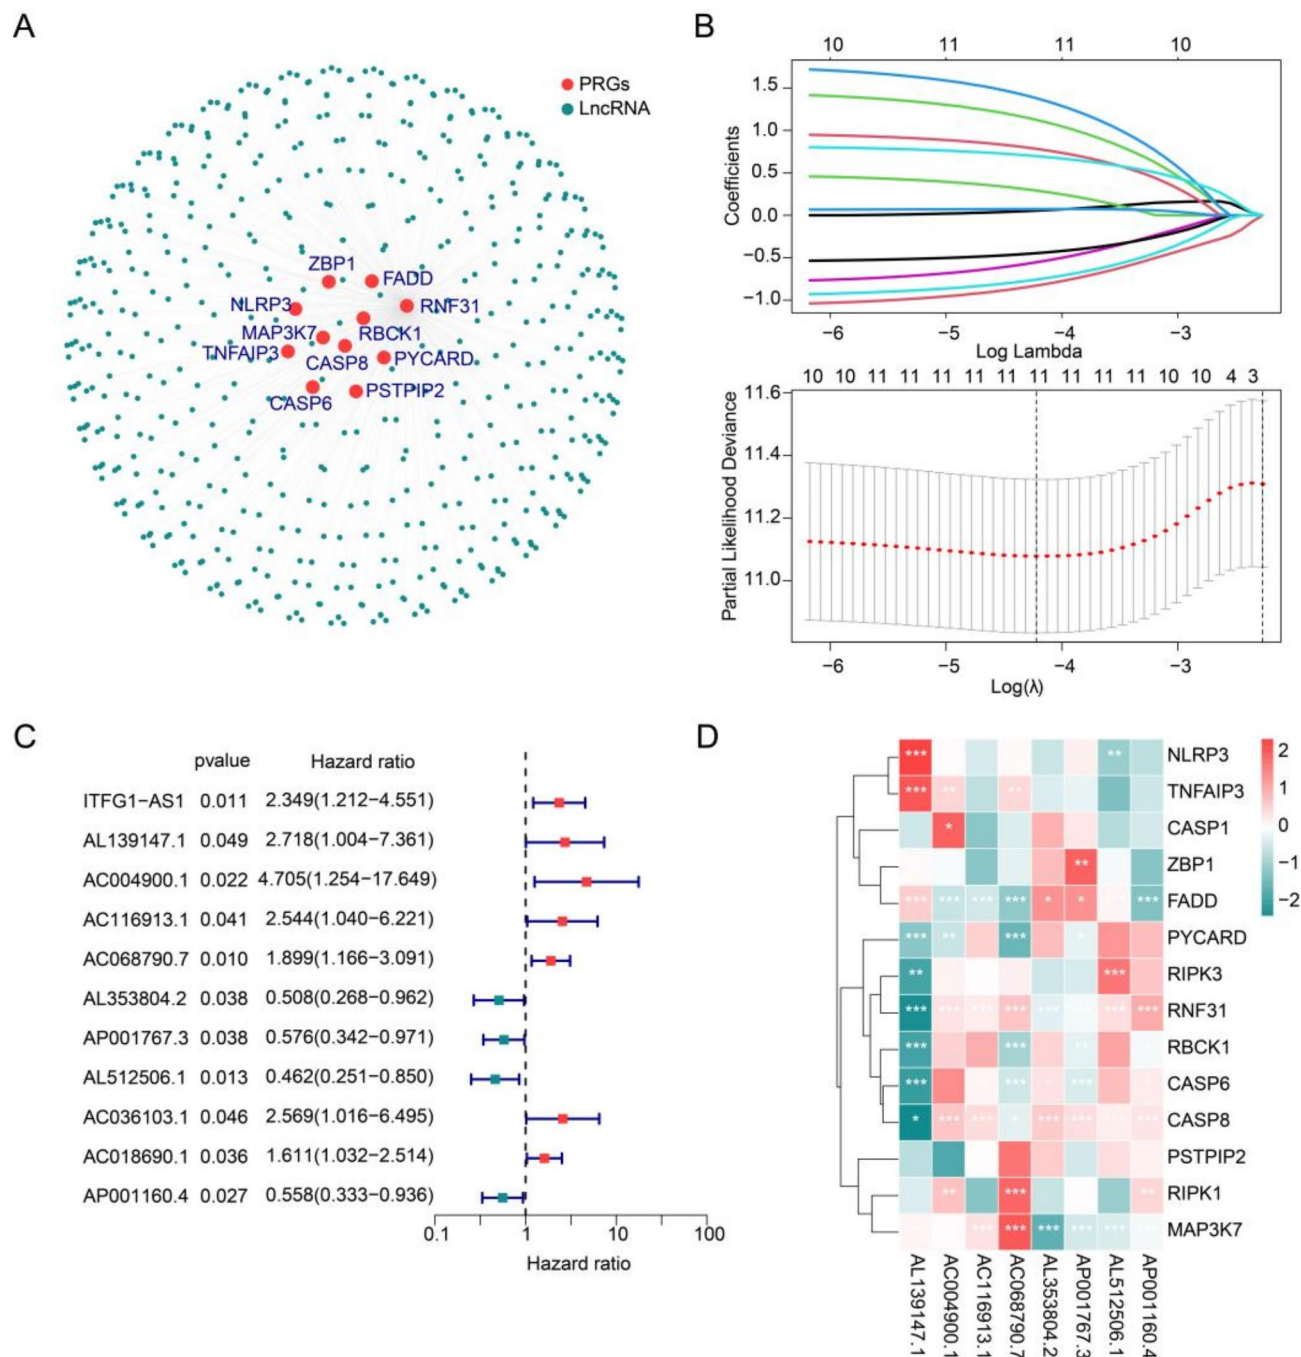 A
PRGs
LncRNA
ZBP1
FADD
NLRP3
RNF31
MAP3K7
RBCK1
TNFAIP3
CASP8
PYCARD
CASP6
PSTPIP2
B
10 11 11 10
Coefficients
1.5
1.0
0.5
0.0
−0.5
−1.0
−6 −5 −4 −3
Log Lambda
10 10 11 11 11 11 11 11 11 11 11 10 10 4 3
Partial Likelihood Deviance
11.6
11.4
11.2
11.0
−6 −5 −4 −3
Log(λ)
C
pvalue Hazard ratio
ITFG1−AS1 0.011 2.349(1.212−4.551)
AL139147.1 0.049 2.718(1.004−7.361)
AC004900.1 0.022 4.705(1.254−17.649)
AC116913.1 0.041 2.544(1.040−6.221)
AC068790.7 0.010 1.899(1.166−3.091)
AL353804.2 0.038 0.508(0.268−0.962)
AP001767.3 0.038 0.576(0.342−0.971)
AL512506.1 0.013 0.462(0.251−0.850)
AC036103.1 0.046 2.569(1.016−6.495)
AC018690.1 0.036 1.611(1.032−2.514)
AP001160.4 0.027 0.558(0.333−0.936)
0.1 1 10 100
Hazard ratio
D
*** ** NLRP3
*** ** ** TNFAIP3
* CASP1
** ZBP1
*** *** *** *** * * *** *** FADD
*** ** *** * PYCARD
** *** RIPK3
*** *** *** *** *** *** *** *** RNF31
*** *** ** * RBCK1
*** ** *** * *** * CASP6
* *** *** * *** *** *** *** CASP8
PSTPIP2
** *** ** RIPK1
*** *** *** *** *** *** *** MAP3K7
2
1
0
−1
−2
AL139147.1
AC004900.1
AC116913.1
AC068790.7
AL353804.2
AP001767.3
AL512506.1
AP001160.4